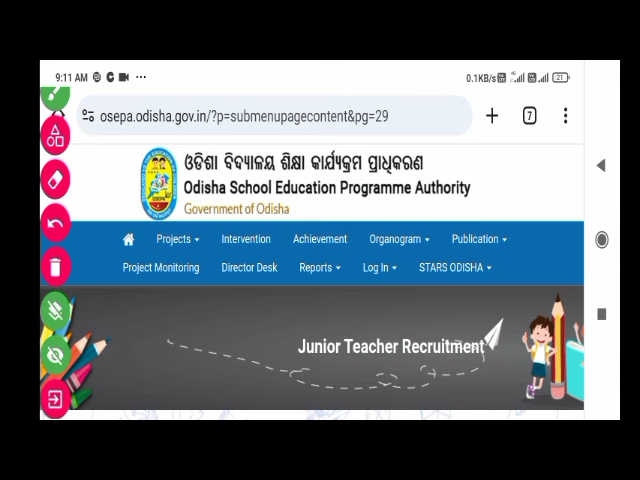 9:11 AM
0.1KB/s
21
osepa.odisha.gov.in/?p=submenupagecontent&pg=29
7
ଓଡିଶା ବିଦ୍ୟାଳୟ ଶିକ୍ଷା କାର୍ଯ୍ୟକ୍ରମ ପ୍ରାଧିକରଣ
Odisha School Education Programme Authority
Government of Odisha
Projects Intervention Achievement Organogram Publication
Project Monitoring Director Desk Reports Log In STARS ODISHA
Junior Teacher Recruitment